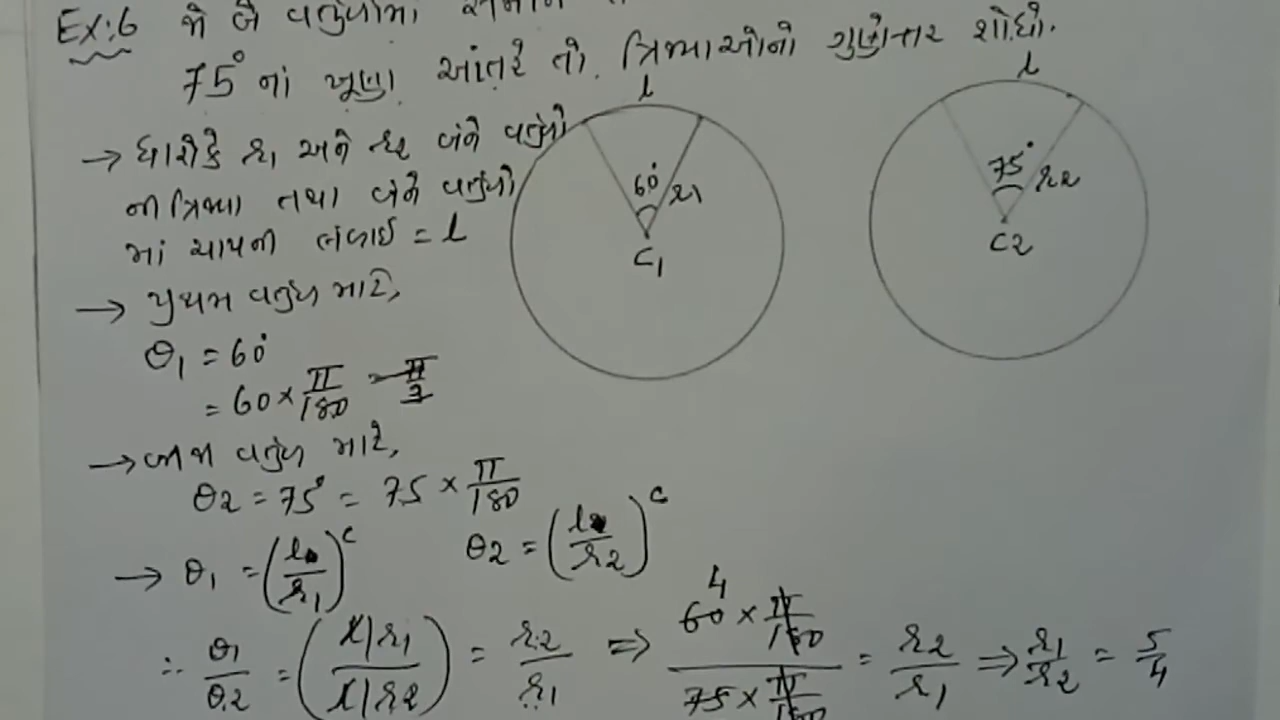 Ex:6 જો બે વર્તુળોમાં સમાન
75° નાં ખૂણા આંતરે તો, ત્રિજ્યાઓનો ગુણોત્તર શોધો.
l
l
→ ધારોકે r₁ અને r₂ બંને વર્તુળો
ની ત્રિજ્યા તથા બંને વર્તુળો
માં ચાપની લંબાઈ = l
60° r₁
C₁
75° r₂
C₂
→ પ્રથમ વર્તુળ માટે,
θ₁ = 60°
= 60 × π/180 = π/3
→ બીજા વર્તુળ માટે,
θ₂ = 75° = 75 × π/180
→ θ₁ = (l/r₁)ᶜ θ₂ = (l/r₂)ᶜ
∴ θ₁/θ₂ = (l/r₁ / l/r₂) = r₂/r₁ ⇒ 4 60 × π/180 / 75 × π/180 = r₂/r₁ ⇒ r₁/r₂ = 5/4